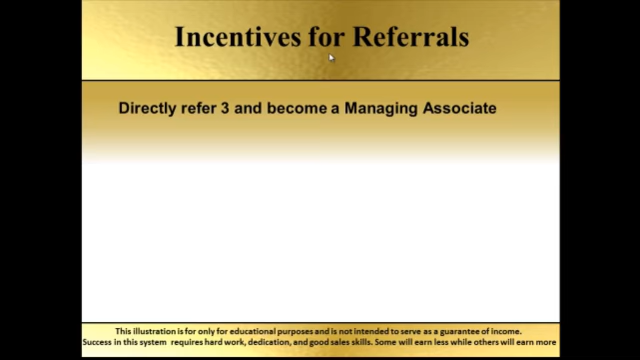 Incentives for Referrals
Directly refer 3 and become a Managing Associate
This illustration is for only for educational purposes and is not intended to serve as a guarantee of income.
Success in this system requires hard work, dedication, and good sales skills. Some will earn less while others will earn more